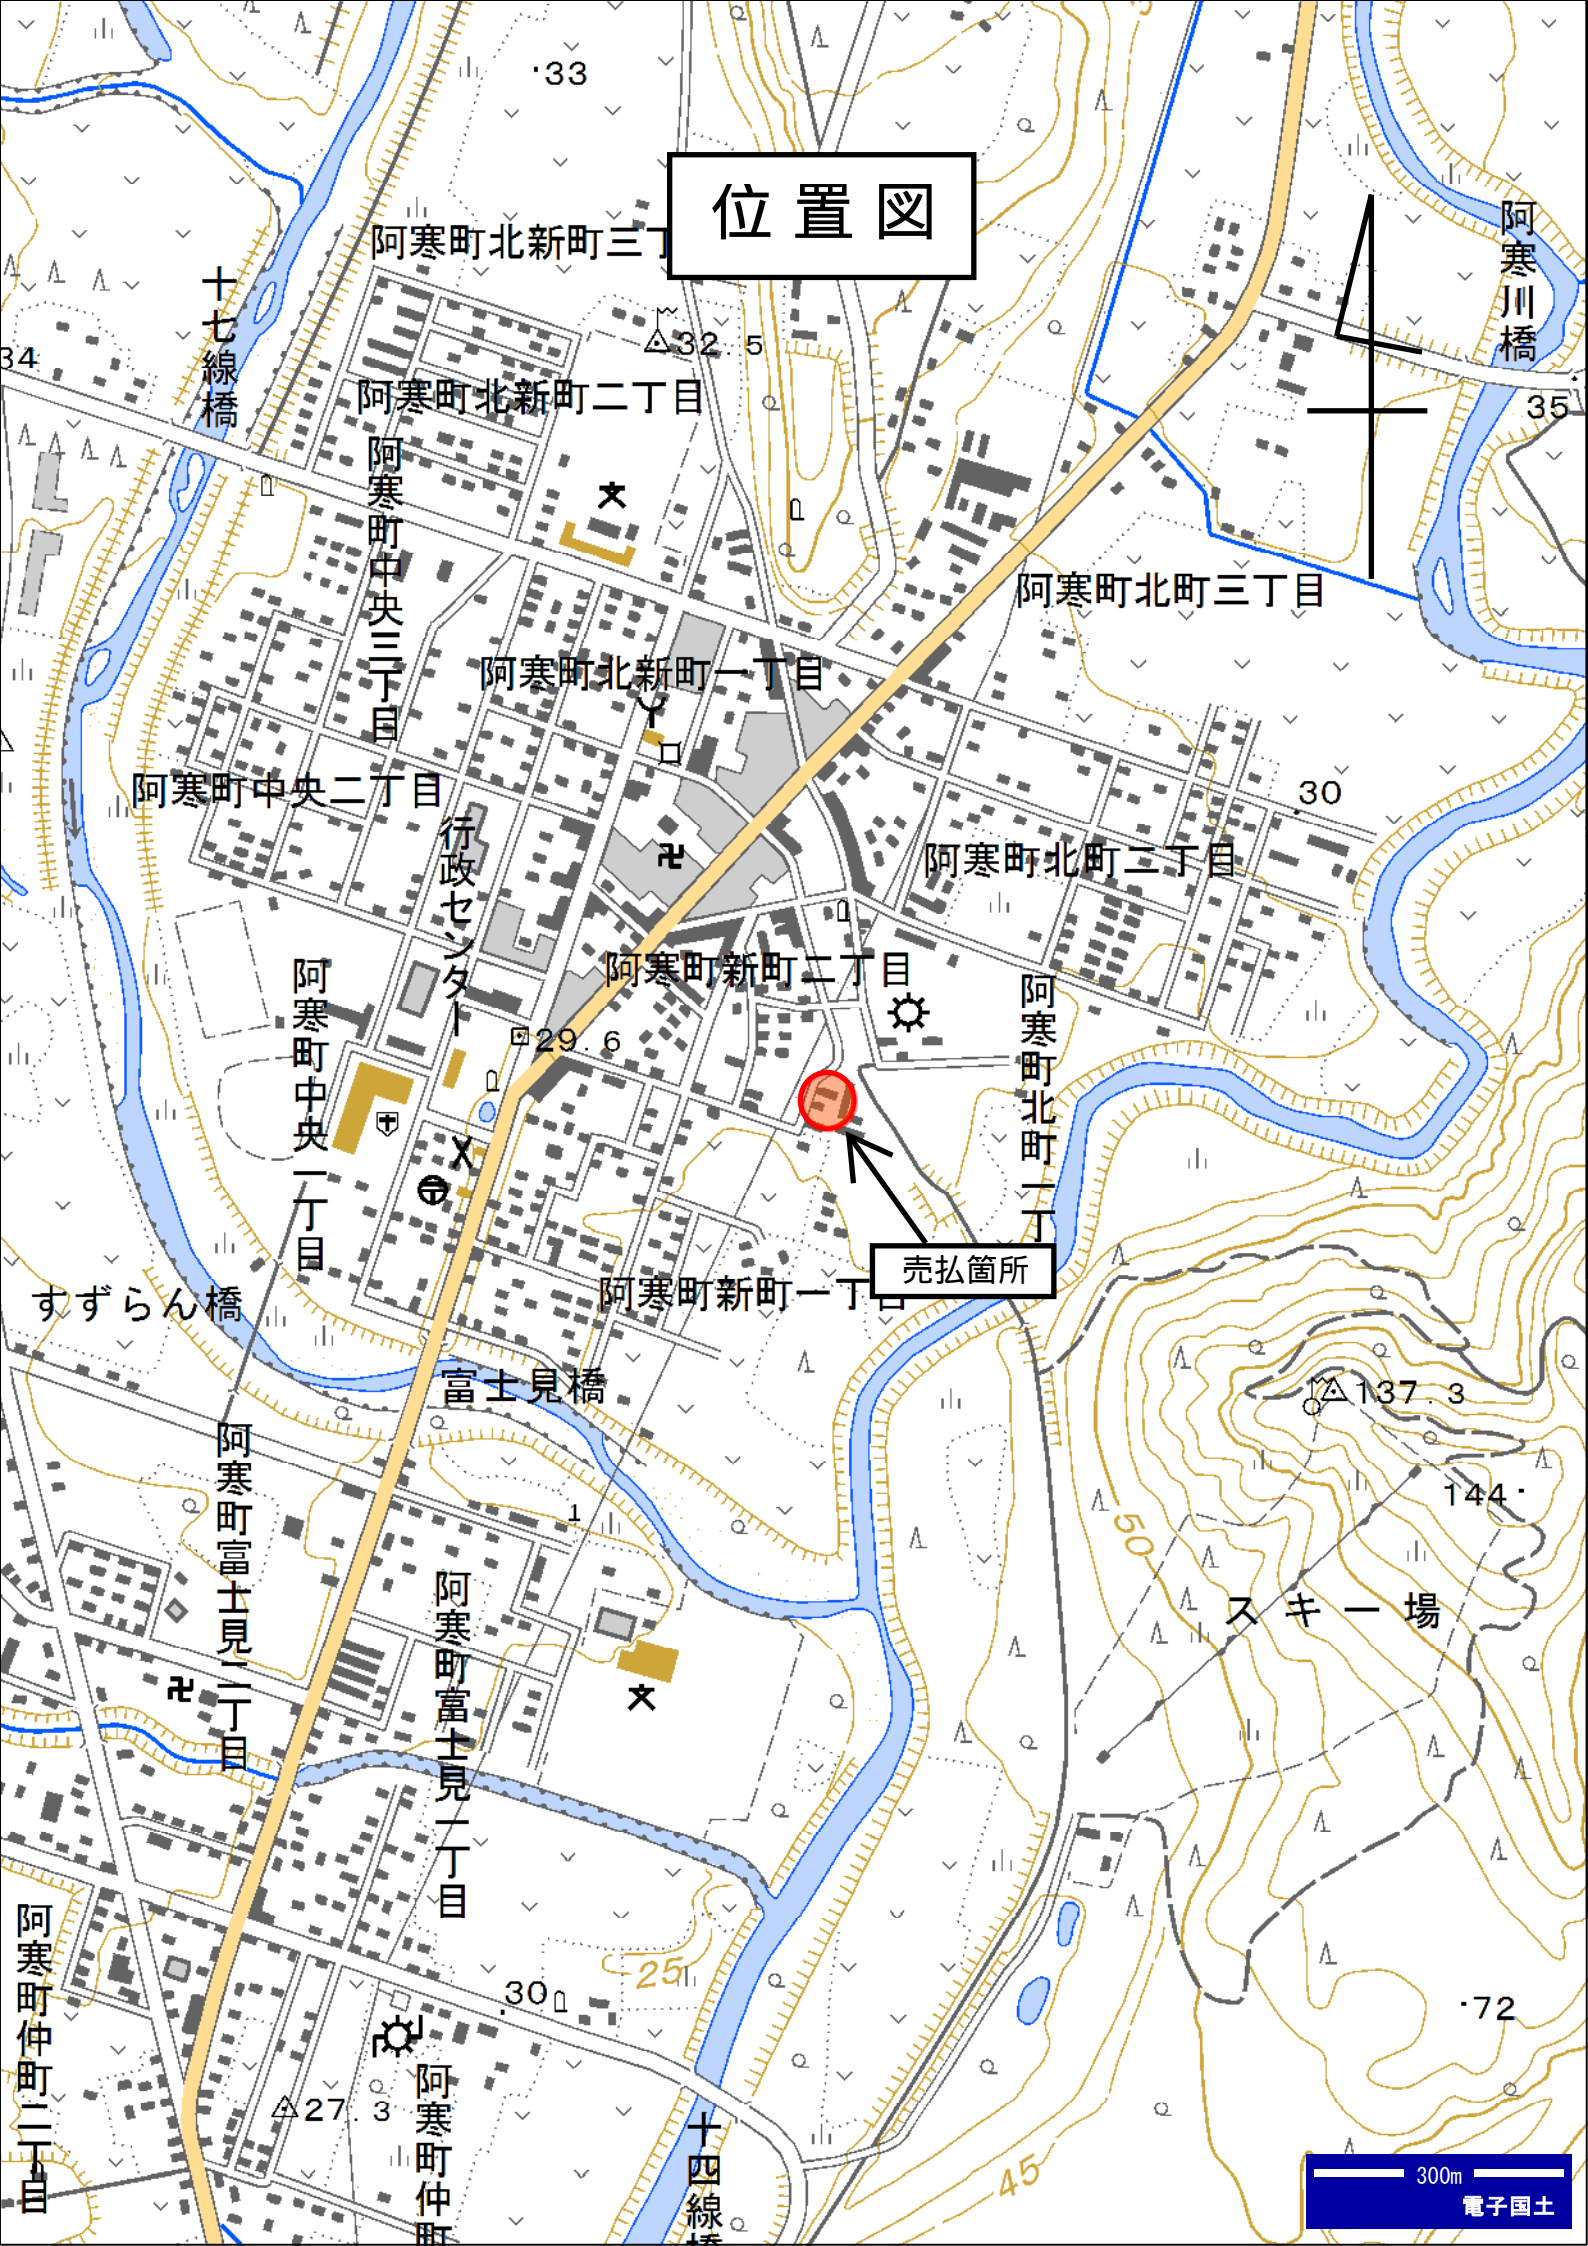 ・33
位置図
阿寒町北新町三丁
阿寒川橋
十七線橋
32.5
34
阿寒町北新町二丁目
35
阿寒町中央三丁目
阿寒町北町三丁目
阿寒町北新町一丁目
阿寒町中央二丁目
30
行政センター
阿寒町北町二丁目
阿寒町新町二丁目
阿寒町中央一丁目
阿寒町北町一丁
29.6
売払箇所
阿寒町新町一丁目
すずらん橋
富士見橋
137.3
阿寒町富士見二丁目
144・
1
50
阿寒町富士見一丁目
スキー場
阿寒町仲町二丁目
25
・30
・72
27.3
阿寒町仲町
十四線橋
45
300m
電子国土